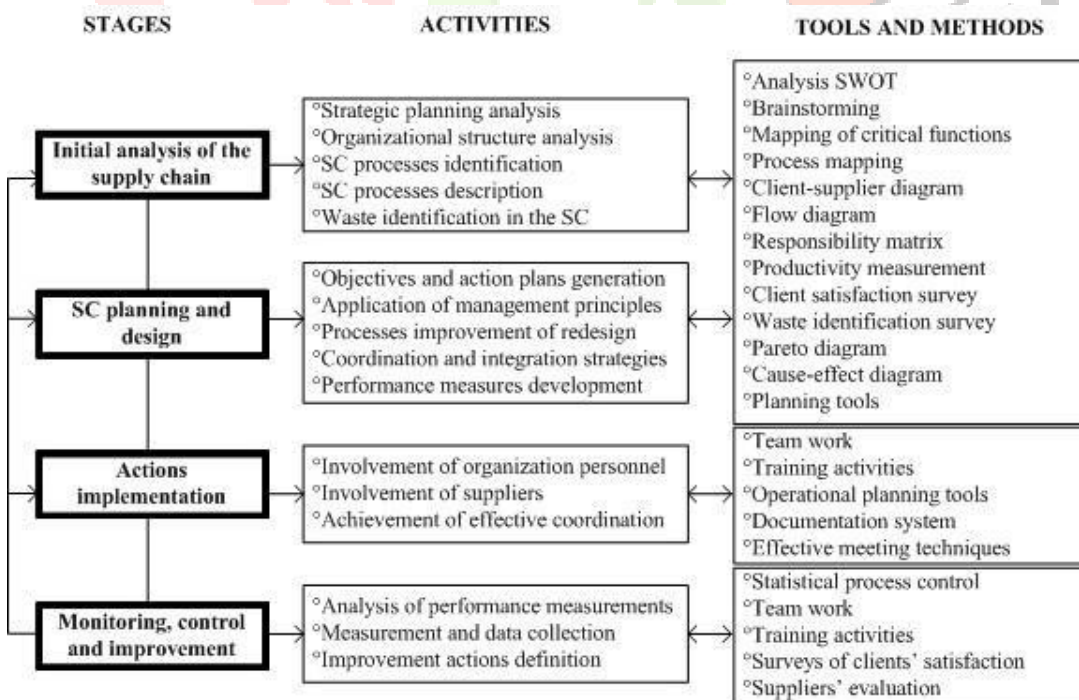 STAGES
ACTIVITIES
TOOLS AND METHODS
Initial analysis of the
supply chain
°Strategic planning analysis
°Organizational structure analysis
°SC processes identification
°SC processes description
°Waste identification in the SC
°Analysis SWOT
°Brainstorming
°Mapping of critical functions
°Process mapping
°Client-supplier diagram
°Flow diagram
°Responsibility matrix
°Productivity measurement
°Client satisfaction survey
°Waste identification survey
°Pareto diagram
°Cause-effect diagram
°Planning tools
SC planning and
design
°Objectives and action plans generation
°Application of management principles
°Processes improvement of redesign
°Coordination and integration strategies
°Performance measures development
Actions
implementation
°Involvement of organization personnel
°Involvement of suppliers
°Achievement of effective coordination
°Team work
°Training activities
°Operational planning tools
°Documentation system
°Effective meeting techniques
Monitoring, control
and improvement
°Analysis of performance measurements
°Measurement and data collection
°Improvement actions definition
°Statistical process control
°Team work
°Training activities
°Surveys of clients' satisfaction
°Suppliers' evaluation